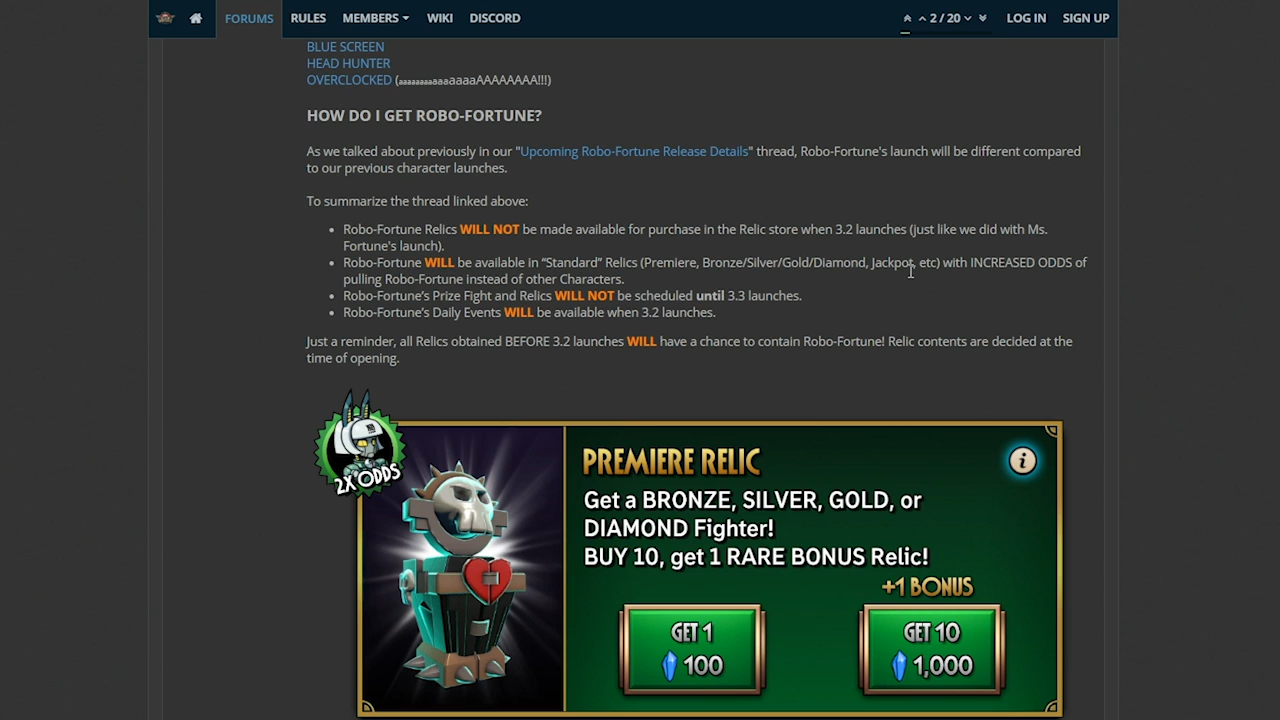 FORUMS RULES MEMBERS WIKI DISCORD 2 / 20 LOG IN SIGN UP
BLUE SCREEN
HEAD HUNTER
OVERCLOCKED (aaaaaaaaaaaaaaaAAAAAAAA!!!)
HOW DO I GET ROBO-FORTUNE?
As we talked about previously in our "Upcoming Robo-Fortune Release Details" thread, Robo-Fortune's launch will be different compared
to our previous character launches.
To summarize the thread linked above:
• Robo-Fortune Relics WILL NOT be made available for purchase in the Relic store when 3.2 launches (just like we did with Ms.
Fortune's launch).
• Robo-Fortune WILL be available in “Standard” Relics (Premiere, Bronze/Silver/Gold/Diamond, Jackpot, etc) with INCREASED ODDS of
pulling Robo-Fortune instead of other Characters.
• Robo-Fortune’s Prize Fight and Relics WILL NOT be scheduled until 3.3 launches.
• Robo-Fortune’s Daily Events WILL be available when 3.2 launches.
Just a reminder, all Relics obtained BEFORE 3.2 launches WILL have a chance to contain Robo-Fortune! Relic contents are decided at the
time of opening.
2X ODDS
PREMIERE RELIC
Get a BRONZE, SILVER, GOLD, or
DIAMOND Fighter!
BUY 10, get 1 RARE BONUS Relic!
+1 BONUS
GET 1 GET 10
100 1,000